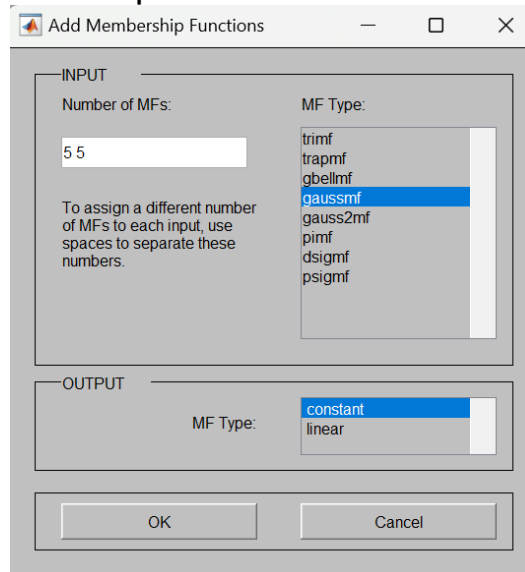 Add Membership Functions
INPUT
Number of MFs:
5 5
To assign a different number
of MFs to each input, use
spaces to separate these
numbers.
MF Type:
trimf
trapmf
gbellmf
gaussmf
gauss2mf
pimf
dsigmf
psigmf
OUTPUT
MF Type:
constant
linear
OK
Cancel